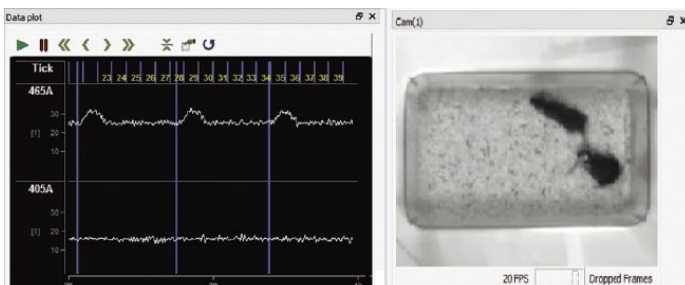 Data plot
Cam(1)
Tick
23 24 25 26 27 28 29 30 31 32 33 34 35 36 37 38 39
465A
30
[1] 20
10
405A
30
[1] 20
10
20 FPS
Dropped Frames